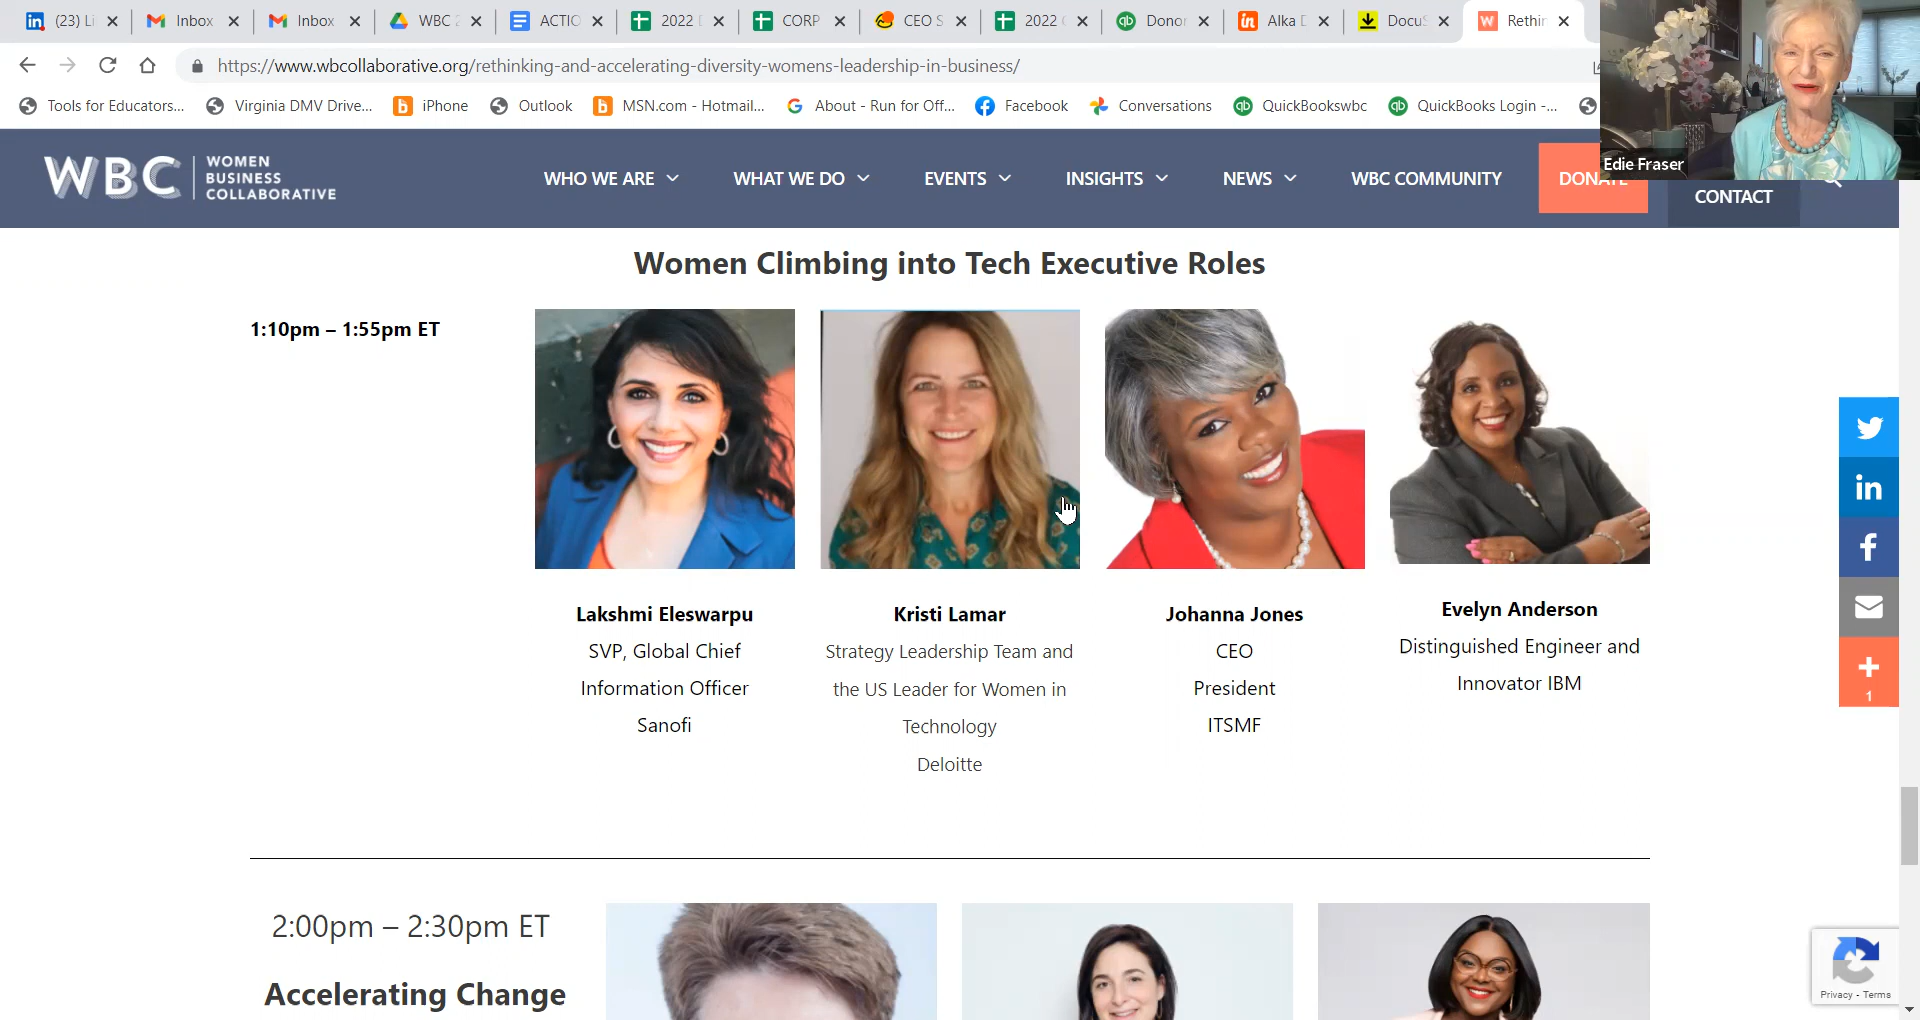 (23) Li
Inbox
Inbox
WBC 2
ACTIO
2022
CORP
CEO S
2022
Donor
Alka D
DocuS
Rethin
https://www.wbcollaborative.org/rethinking-and-accelerating-diversity-womens-leadership-in-business/
Tools for Educators...
Virginia DMV Drive...
iPhone
Outlook
MSN.com - Hotmail...
About - Run for Off...
Facebook
Conversations
QuickBookswbc
QuickBooks Login -...
Edie Fraser
WBC
WOMEN
BUSINESS
COLLABORATIVE
WHO WE ARE
WHAT WE DO
EVENTS
INSIGHTS
NEWS
WBC COMMUNITY
DONATE
CONTACT
Women Climbing into Tech Executive Roles
1:10pm – 1:55pm ET
Lakshmi Eleswarpu
SVP, Global Chief
Information Officer
Sanofi
Kristi Lamar
Strategy Leadership Team and
the US Leader for Women in
Technology
Deloitte
Johanna Jones
CEO
President
ITSMF
Evelyn Anderson
Distinguished Engineer and
Innovator IBM
1
2:00pm – 2:30pm ET
Accelerating Change
Privacy - Terms